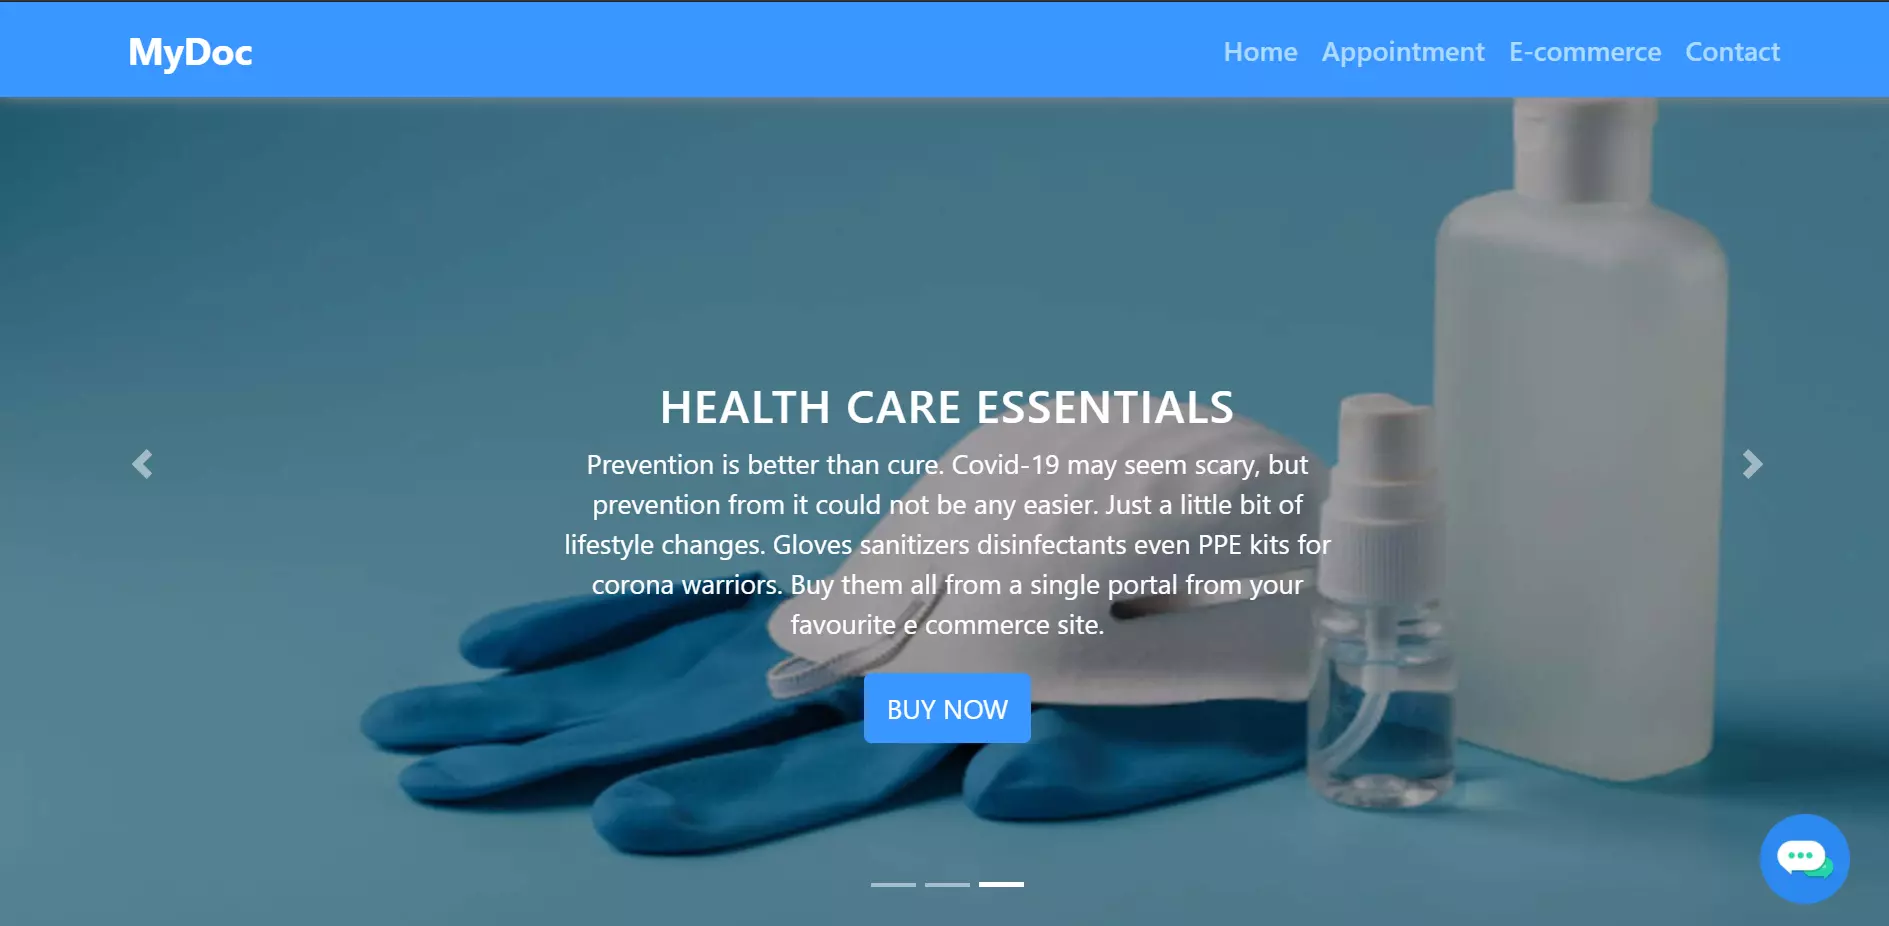 MyDoc
Home Appointment E-commerce Contact
HEALTH CARE ESSENTIALS
Prevention is better than cure. Covid-19 may seem scary, but
prevention from it could not be any easier. Just a little bit of
lifestyle changes. Gloves sanitizers disinfectants even PPE kits for
corona warriors. Buy them all from a single portal from your
favourite e commerce site.
BUY NOW